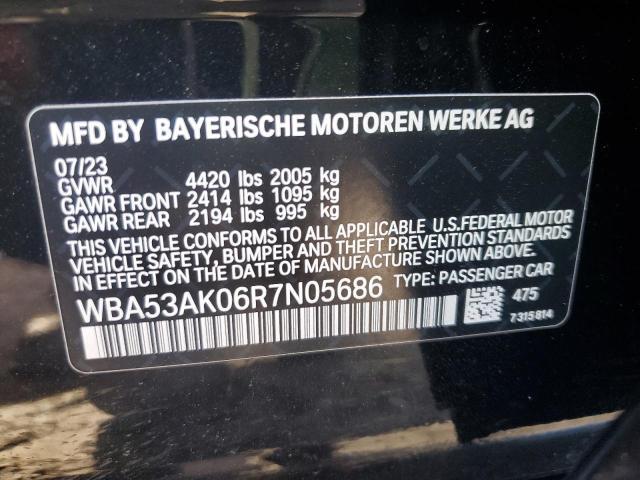 MFD BY BAYERISCHE MOTOREN WERKE AG
07/23
GVWR 4420 lbs 2005 kg
GAWR FRONT 2414 lbs 1095 kg
GAWR REAR 2194 lbs 995 kg
THIS VEHICLE CONFORMS TO ALL APPLICABLE U.S.FEDERAL MOTOR
VEHICLE SAFETY, BUMPER AND THEFT PREVENTION STANDARDS
IN EFFECT ON THE DATE OF MANUFACTURE SHOWN ABOVE.
WBA53AK06R7N05686 TYPE: PASSENGER CAR
475
7315814